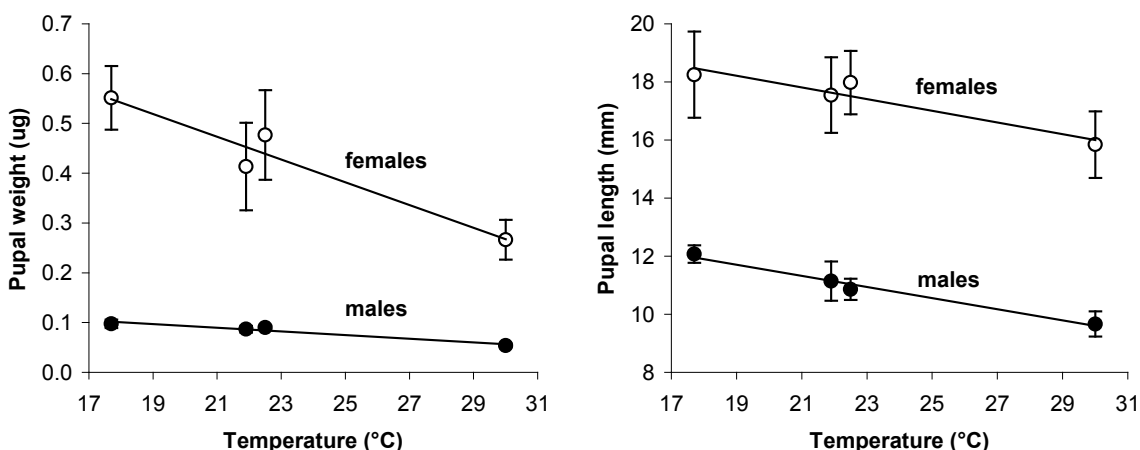 0.7
0.6
0.5
0.4
0.3
0.2
0.1
0.0
Pupal weight (ug)
females
males
17 19 21 23 25 27 29 31
Temperature (°C)
20
18
16
14
12
10
8
Pupal length (mm)
females
males
17 19 21 23 25 27 29 31
Temperature (°C)